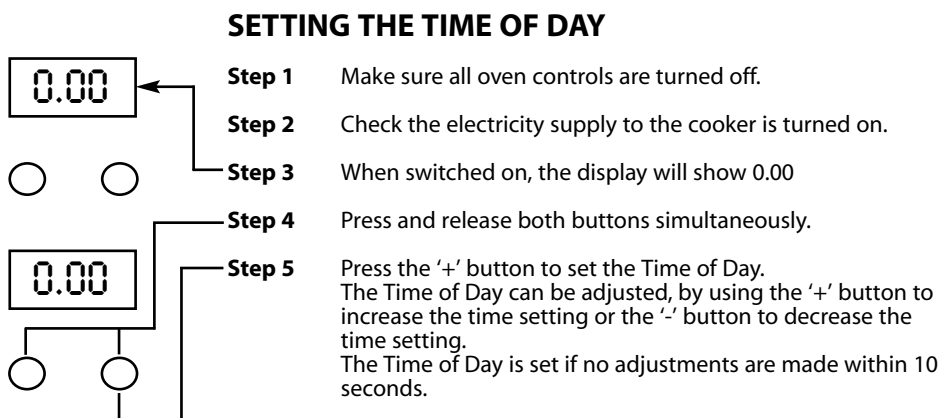 SETTING THE TIME OF DAY
0.00
Step 1 Make sure all oven controls are turned off.
Step 2 Check the electricity supply to the cooker is turned on.
Step 3 When switched on, the display will show 0.00
Step 4 Press and release both buttons simultaneously.
0.00
Step 5 Press the ‘+’ button to set the Time of Day.
The Time of Day can be adjusted, by using the ‘+’ button to
increase the time setting or the ‘-’ button to decrease the
time setting.
The Time of Day is set if no adjustments are made within 10
seconds.